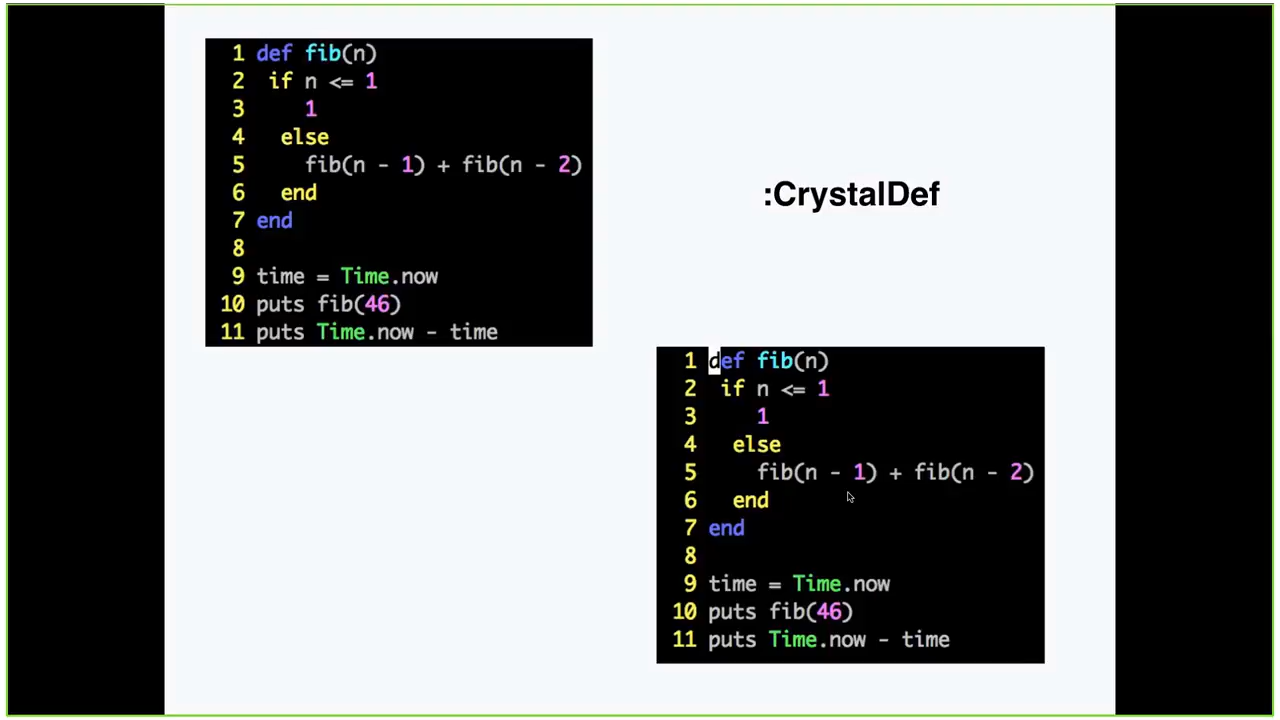 1 def fib(n)
2  if n <= 1
3     1
4   else
5     fib(n - 1) + fib(n - 2)
6   end
7 end
8
9 time = Time.now
10 puts fib(46)
11 puts Time.now - time
:CrystalDef
1 def fib(n)
2  if n <= 1
3     1
4   else
5     fib(n - 1) + fib(n - 2)
6   end
7 end
8
9 time = Time.now
10 puts fib(46)
11 puts Time.now - time